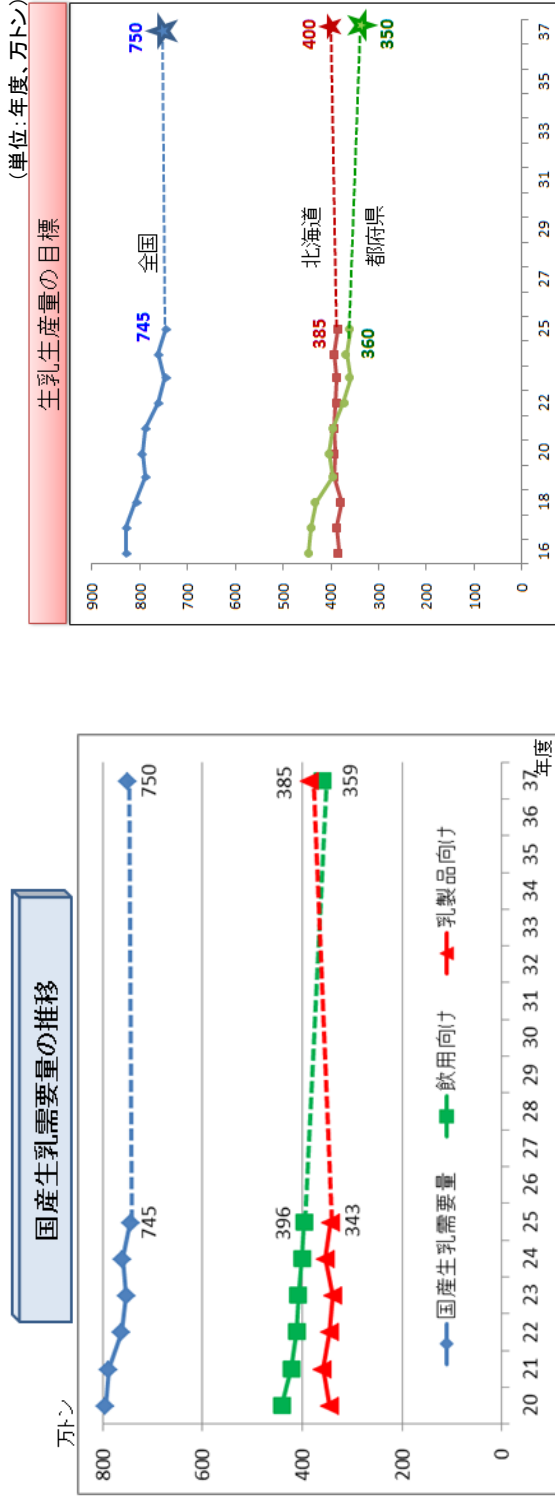 国産生乳需要量の推移
万トン
800
600
400
200
0
745
750
396
385
343
359
国産生乳需要量
飲用向け
乳製品向け
20 21 22 23 24 25 26 27 28 29 30 31 32 33 34 35 36 37
年度
(単位:年度、万トン)
生乳生産量の目標
900
800
700
600
500
400
300
200
100
0
745
全国
750
385
北海道
400
360
都府県
350
16 18 20 22 25 27 29 31 33 35 37